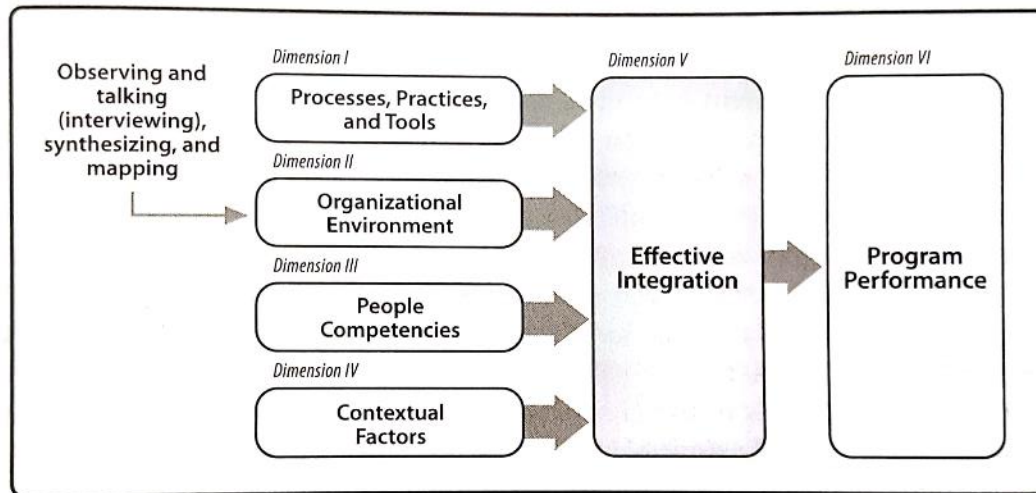 Observing and
talking
(interviewing),
synthesizing, and
mapping
Dimension I
Processes, Practices,
and Tools
Dimension II
Organizational
Environment
Dimension III
People
Competencies
Dimension IV
Contextual
Factors
Dimension V
Effective
Integration
Dimension VI
Program
Performance